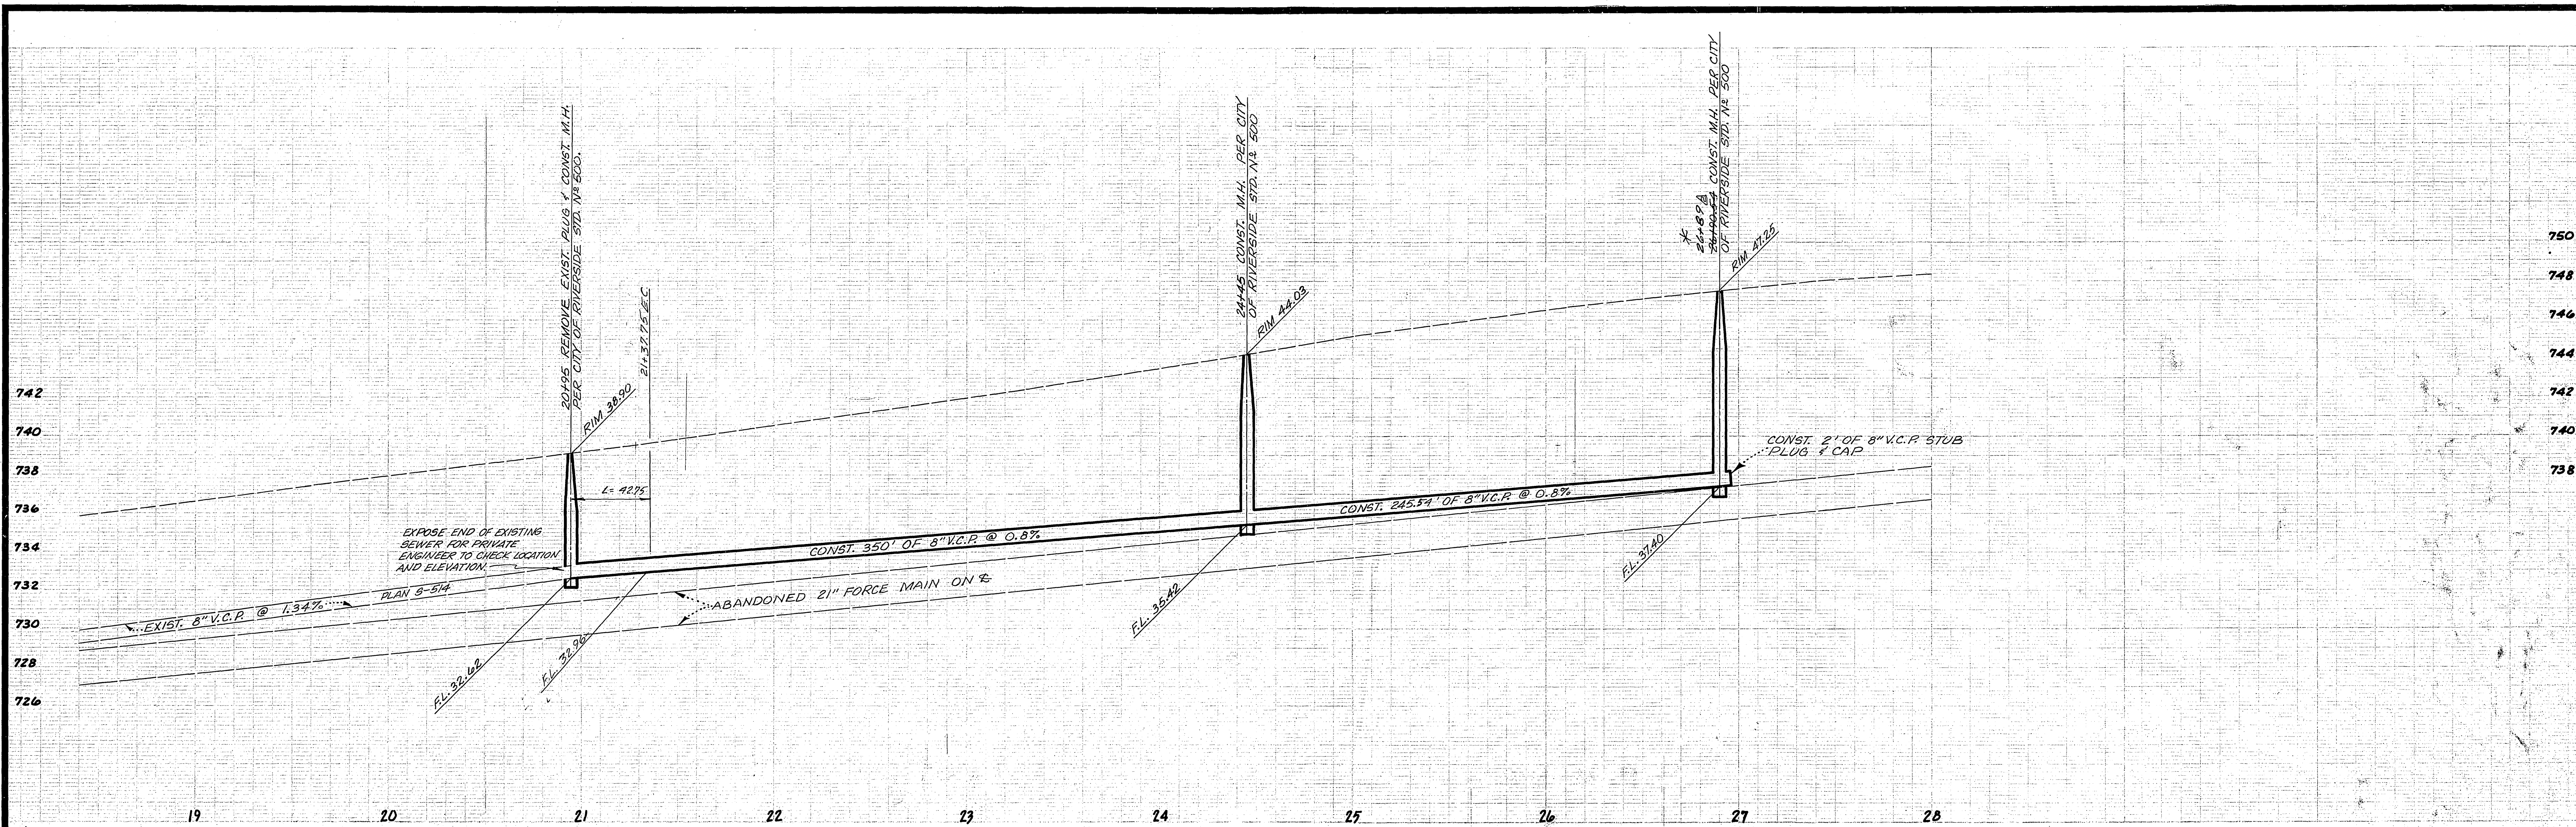 20+95 REMOVE EXIST. PLUG & CONST. M.H.
PER CITY OF RIVERSIDE STD. Nº 500.
RIM 38.90
21+37.75 E.C.
L= 42.75
24+45 CONST. M.H. PER CITY
OF RIVERSIDE STD. Nº 500
RIM 44.03
*
26+89 A
26+90.54 CONST. M.H. PER CITY
OF RIVERSIDE STD. Nº 500
RIM 47.25
CONST. 2' OF 8" V.C.P. STUB
PLUG & CAP
EXPOSE END OF EXISTING
SEWER FOR PRIVATE
ENGINEER TO CHECK LOCATION
AND ELEVATION
PLAN S-514
EXIST. 8" V.C.P. @ 1.34%
CONST. 350' OF 8" V.C.P. @ 0.8%
CONST. 245.54' OF 8" V.C.P. @ 0.8%
ABANDONED 21" FORCE MAIN ON ℄
F.L. 32.62
F.L. 32.96
F.L. 35.42
F.L. 37.40
742
740
738
736
734
732
730
728
726
750
748
746
744
742
740
738
19 20 21 22 23 24 25 26 27 28